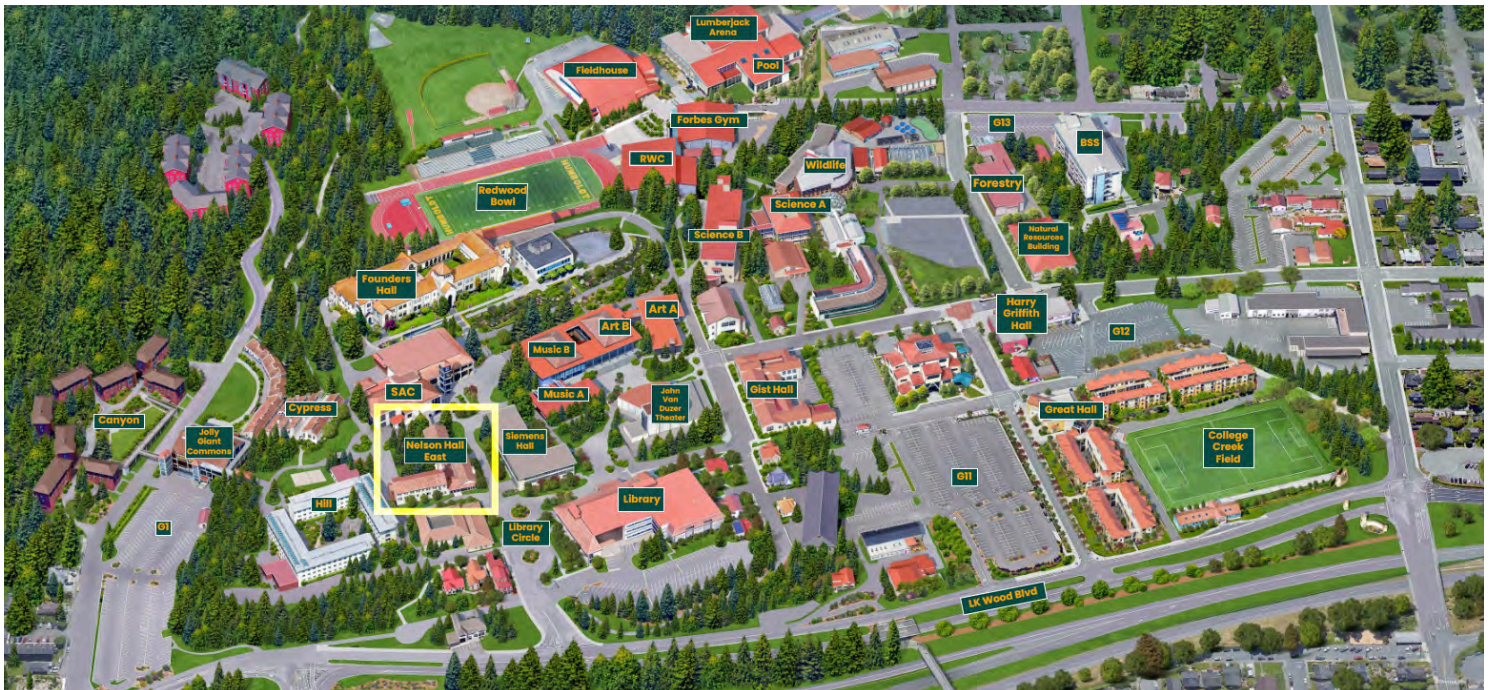 Lumberjack
Arena
Pool
Fieldhouse
Forbes Gym
G13
BSS
RWC
Wildlife
HUMBOLDT
Redwood
Bowl
HUMBOLDT
Forestry
Science A
Science B
Natural
Resources
Building
Founders
Hall
Art A
Art B
Harry
Griffith
Hall
G12
Music B
SAC
Music A
John
Van
Duzer
Theater
Gist Hall
Great Hall
Cypress
Canyon
Jolly
Giant
Commons
Nelson Hall
East
Siemens
Hall
College
Creek
Field
G11
Library
Hill
G1
Library
Circle
LK Wood Blvd